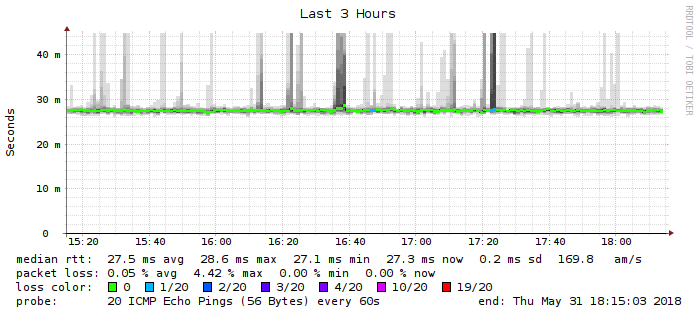 Last 3 Hours
RRDTOOL / TOBI OETIKER
Seconds
40 m
30 m
20 m
10 m
0
15:20 15:40 16:00 16:20 16:40 17:00 17:20 17:40 18:00
median rtt: 27.5 ms avg 28.6 ms max 27.1 ms min 27.3 ms now 0.2 ms sd 169.8 am/s
packet loss: 0.05 % avg 4.42 % max 0.00 % min 0.00 % now
loss color: 0 1/20 2/20 3/20 4/20 10/20 19/20
probe: 20 ICMP Echo Pings (56 Bytes) every 60s end: Thu May 31 18:15:03 2018